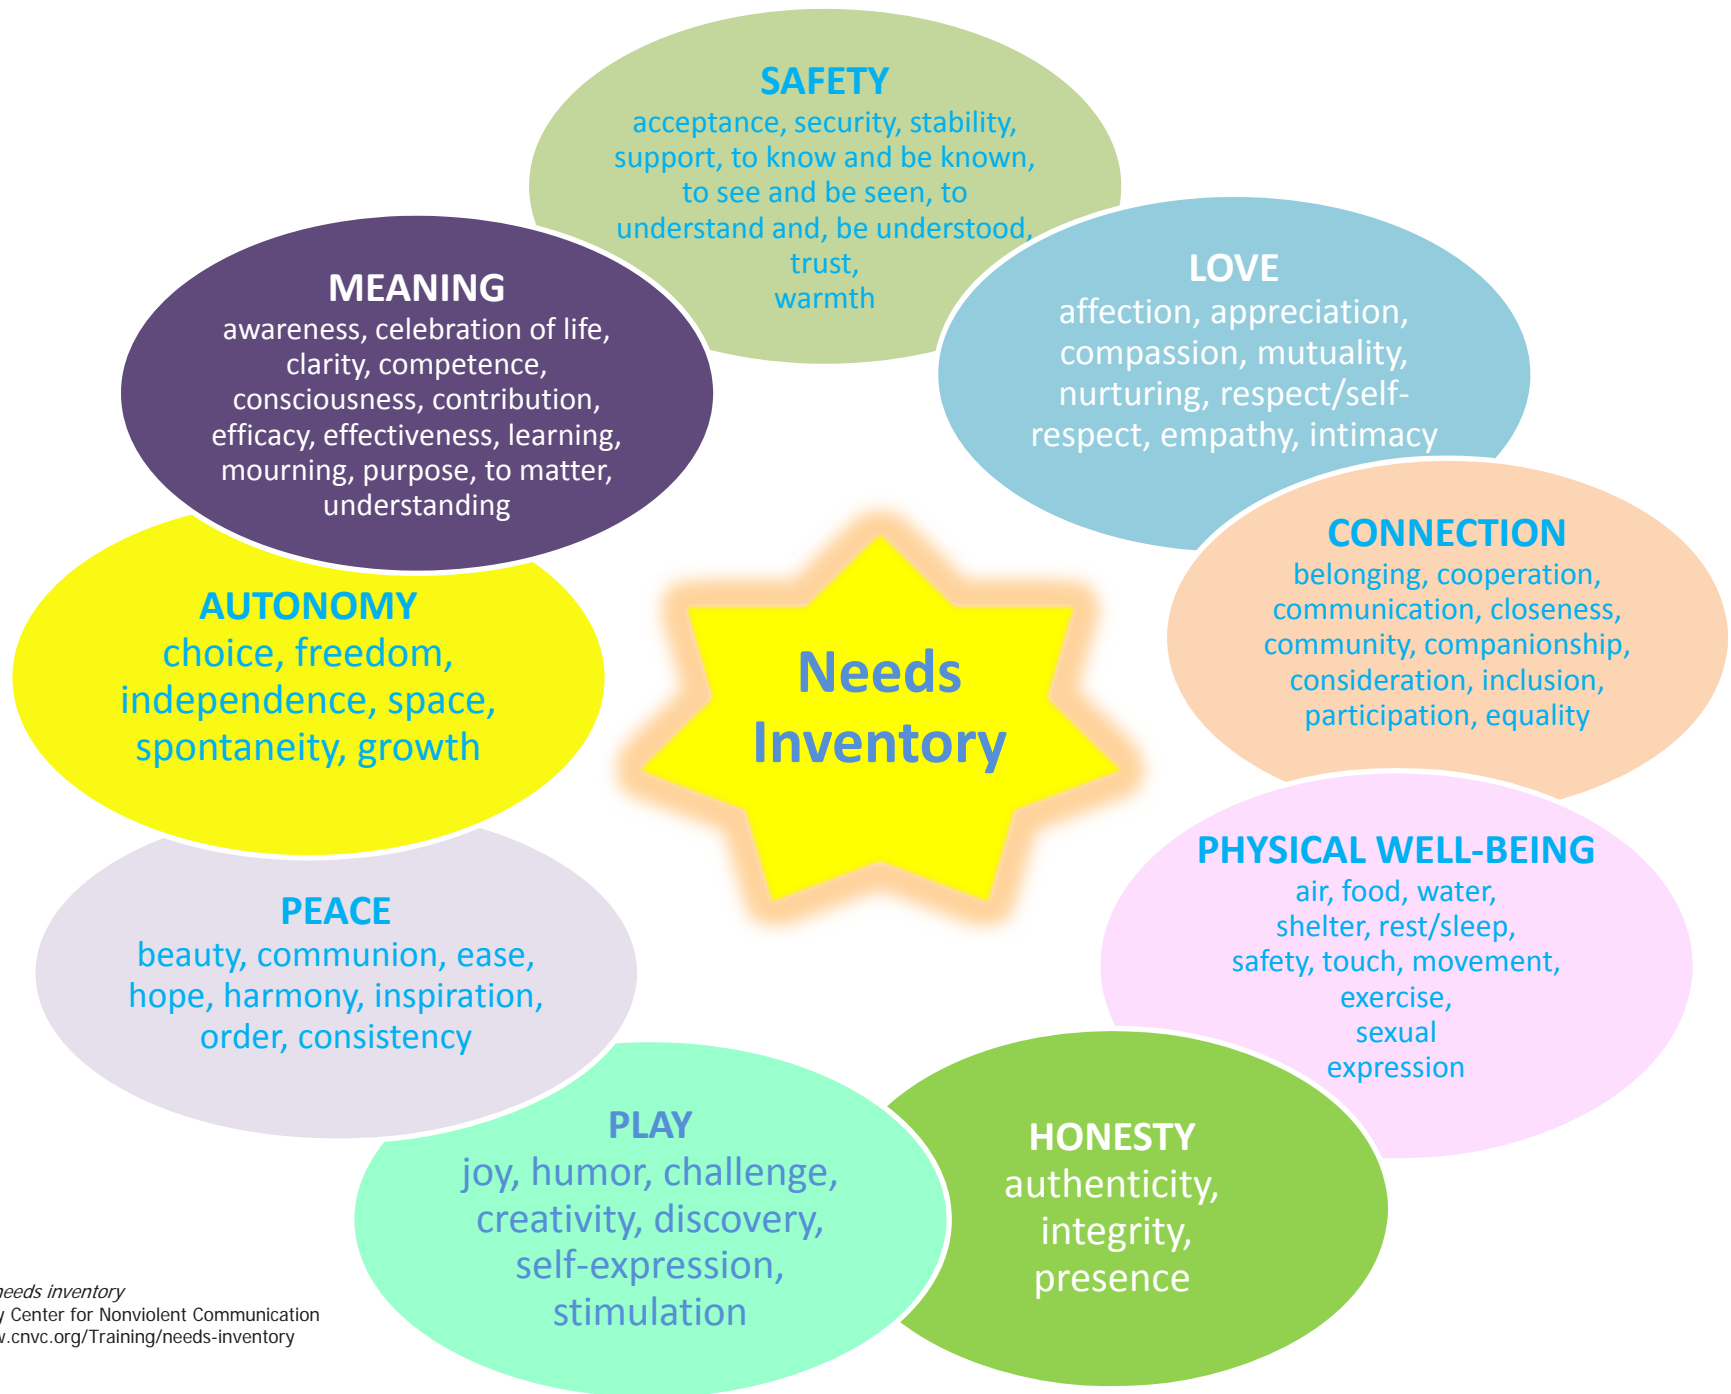 SAFETY
acceptance, security, stability,
support, to know and be known,
to see and be seen, to
understand and, be understood,
trust,
warmth
LOVE
affection, appreciation,
compassion, mutuality,
nurturing, respect/self-
respect, empathy, intimacy
CONNECTION
belonging, cooperation,
communication, closeness,
community, companionship,
consideration, inclusion,
participation, equality
PHYSICAL WELL-BEING
air, food, water,
shelter, rest/sleep,
safety, touch, movement,
exercise,
sexual
expression
HONESTY
authenticity,
integrity,
presence
PLAY
joy, humor, challenge,
creativity, discovery,
self-expression,
stimulation
PEACE
beauty, communion, ease,
hope, harmony, inspiration,
order, consistency
AUTONOMY
choice, freedom,
independence, space,
spontaneity, growth
MEANING
awareness, celebration of life,
clarity, competence,
consciousness, contribution,
efficacy, effectiveness, learning,
mourning, purpose, to matter,
understanding
Needs
Inventory
needs inventory
y Center for Nonviolent Communication
w.cnvc.org/Training/needs-inventory